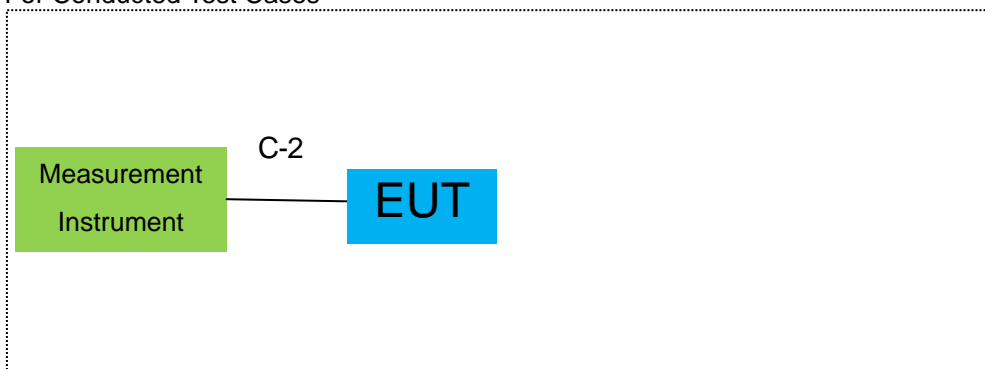 For Conducted Test Cases
C-2
Measurement
Instrument
EUT